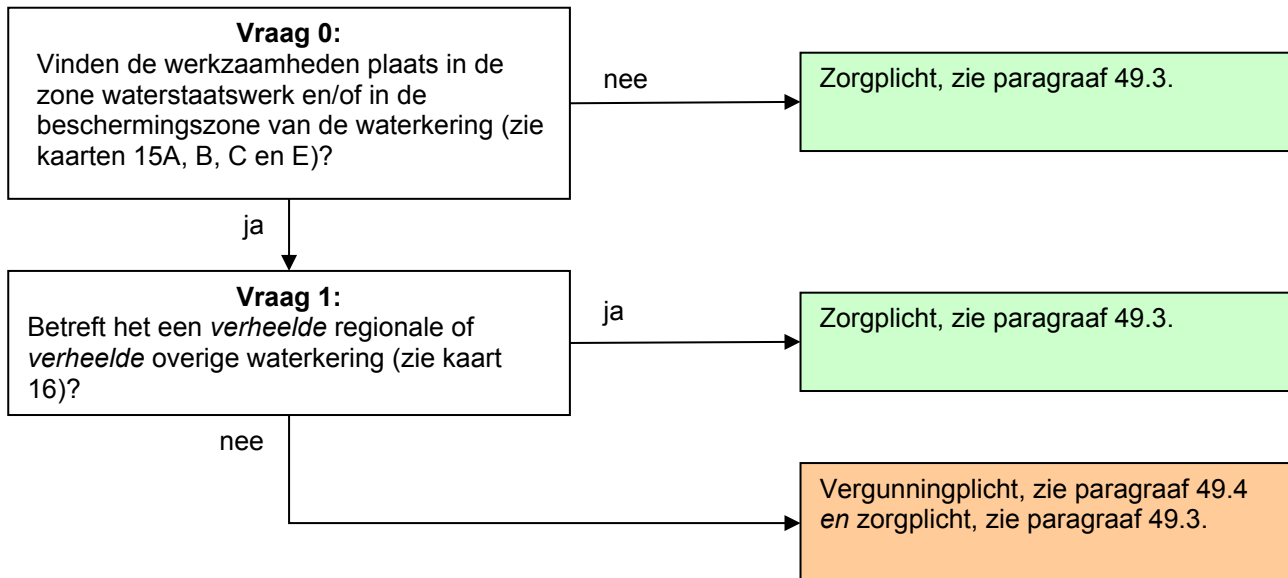 Vraag 0:
Vinden de werkzaamheden plaats in de
zone waterstaatswerk en/of in de
beschermingszone van de waterkering (zie
kaarten 15A, B, C en E)?
nee
Zorgplicht, zie paragraaf 49.3.
ja
Vraag 1:
Betreft het een verheelde regionale of
verheelde overige waterkering (zie kaart
16)?
ja
Zorgplicht, zie paragraaf 49.3.
nee
Vergunningplicht, zie paragraaf 49.4
en zorgplicht, zie paragraaf 49.3.